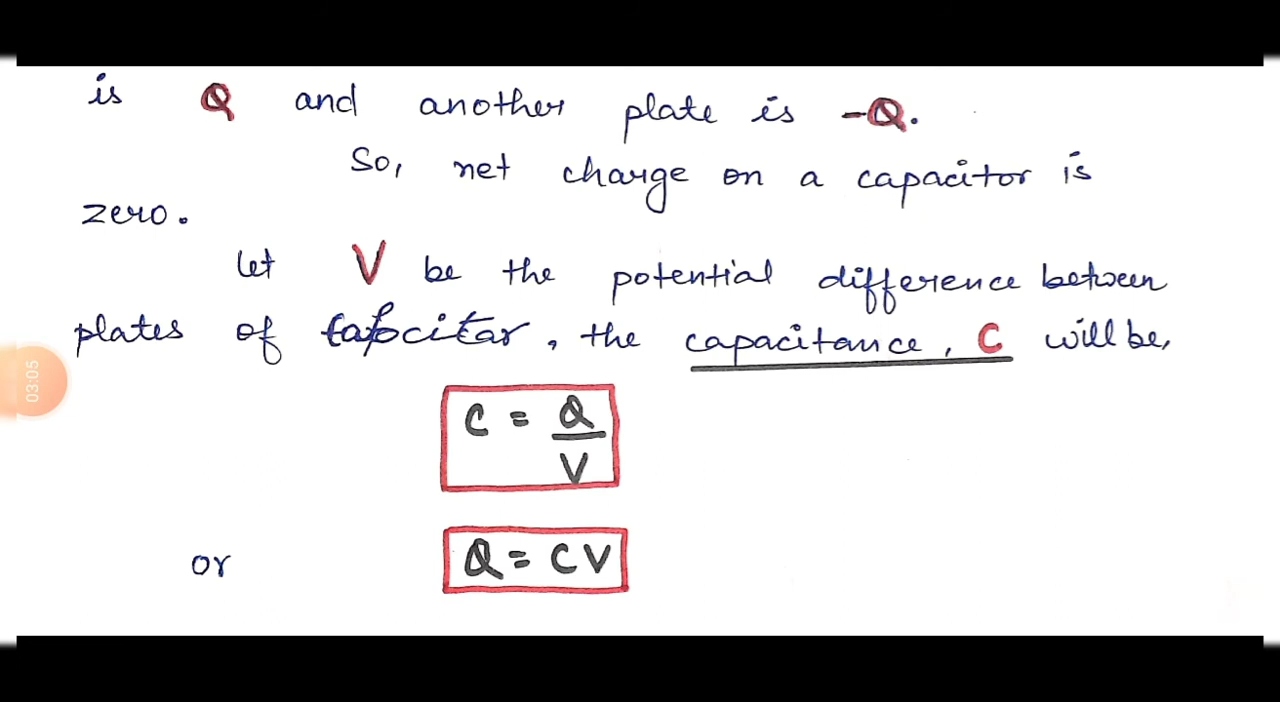 is Q and another plate is -Q.
So, net charge on a capacitor is
zero.
Let V be the potential difference between
plates of capacitor, the capacitance, C will be,
C = Q/V
or Q = CV
03:05